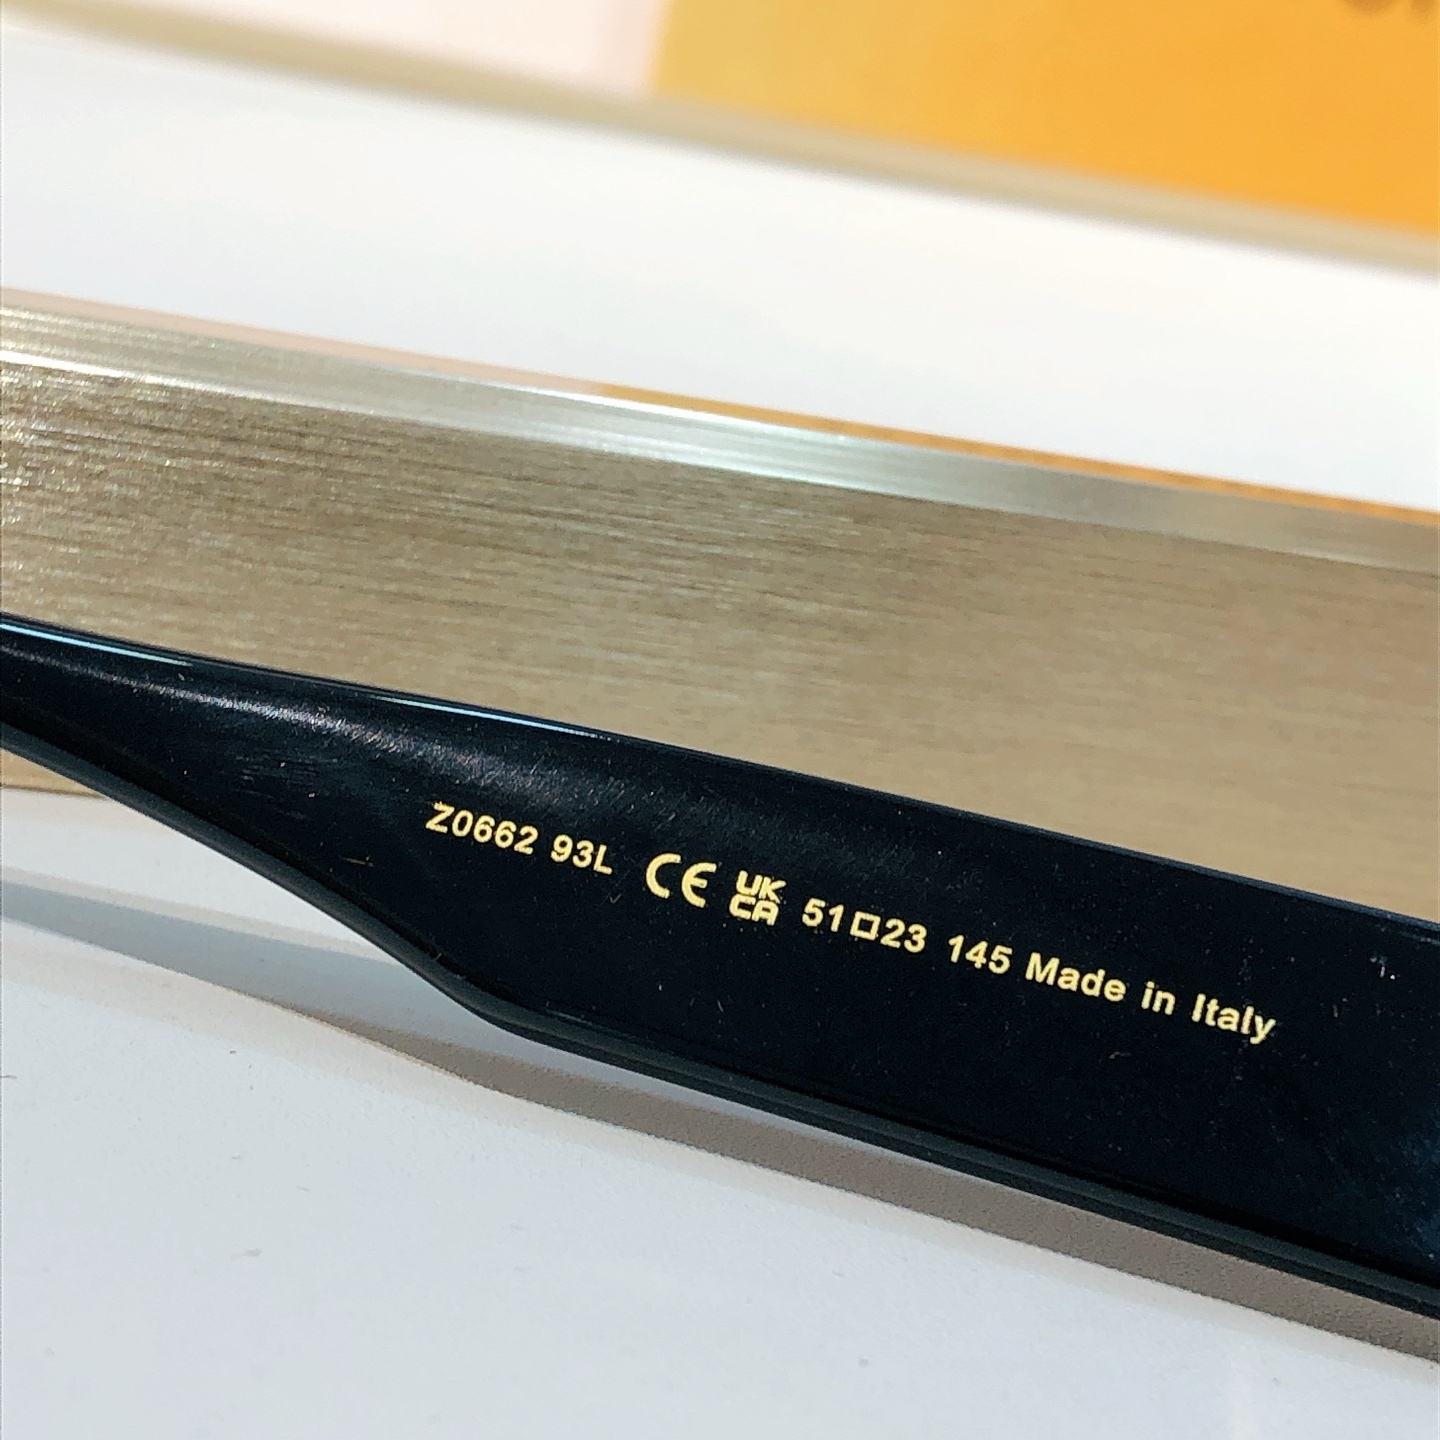 Z0662 93L CE UK CA 51□23 145 Made in Italy